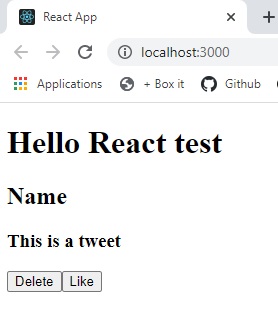 React App
localhost:3000
Applications + Box it Github
Hello React test
Name
This is a tweet
Delete Like